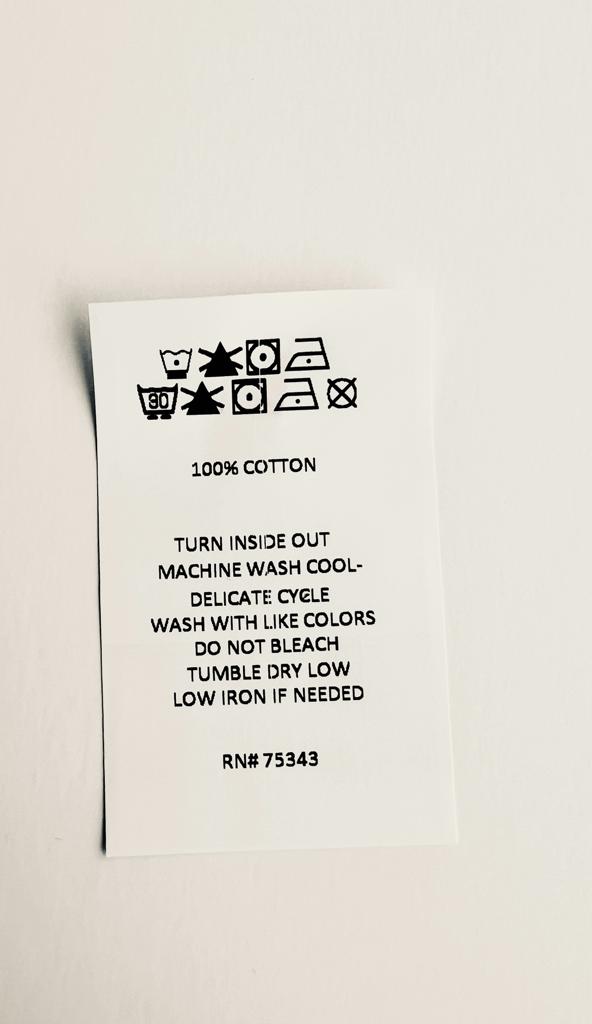 30
100% COTTON
TURN INSIDE OUT
MACHINE WASH COOL-
DELICATE CYCLE
WASH WITH LIKE COLORS
DO NOT BLEACH
TUMBLE DRY LOW
LOW IRON IF NEEDED
RN# 75343